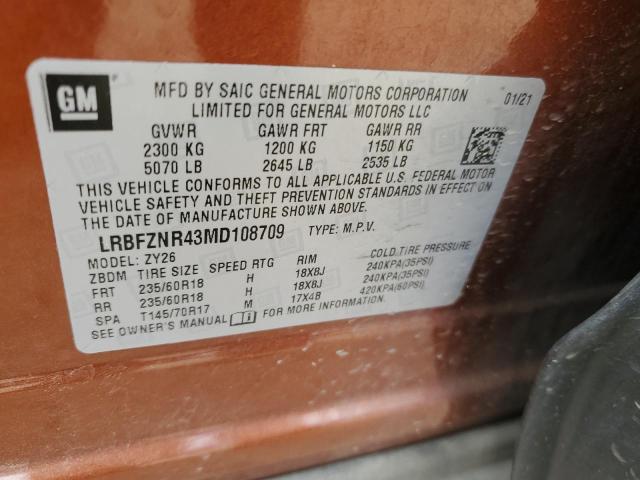 GM
MFD BY SAIC GENERAL MOTORS CORPORATION 01/21
LIMITED FOR GENERAL MOTORS LLC
GVWR GAWR FRT GAWR RR
2300 KG 1200 KG 1150 KG
5070 LB 2645 LB 2535 LB
THIS VEHICLE CONFORMS TO ALL APPLICABLE U.S. FEDERAL MOTOR
VEHICLE SAFETY AND THEFT PREVENTION STANDARDS IN EFFECT ON
THE DATE OF MANUFACTURE SHOWN ABOVE.
LRBFZNR43MD108709 TYPE: M.P.V.
MODEL: ZY26
ZBDM TIRE SIZE SPEED RTG RIM COLD TIRE PRESSURE
FRT 235/60R18 H 18X8J 240KPA(35PSI)
RR 235/60R18 H 18X8J 240KPA(35PSI)
SPA T145/70R17 M 17X4B 420KPA(60PSI)
SEE OWNER'S MANUAL FOR MORE INFORMATION.